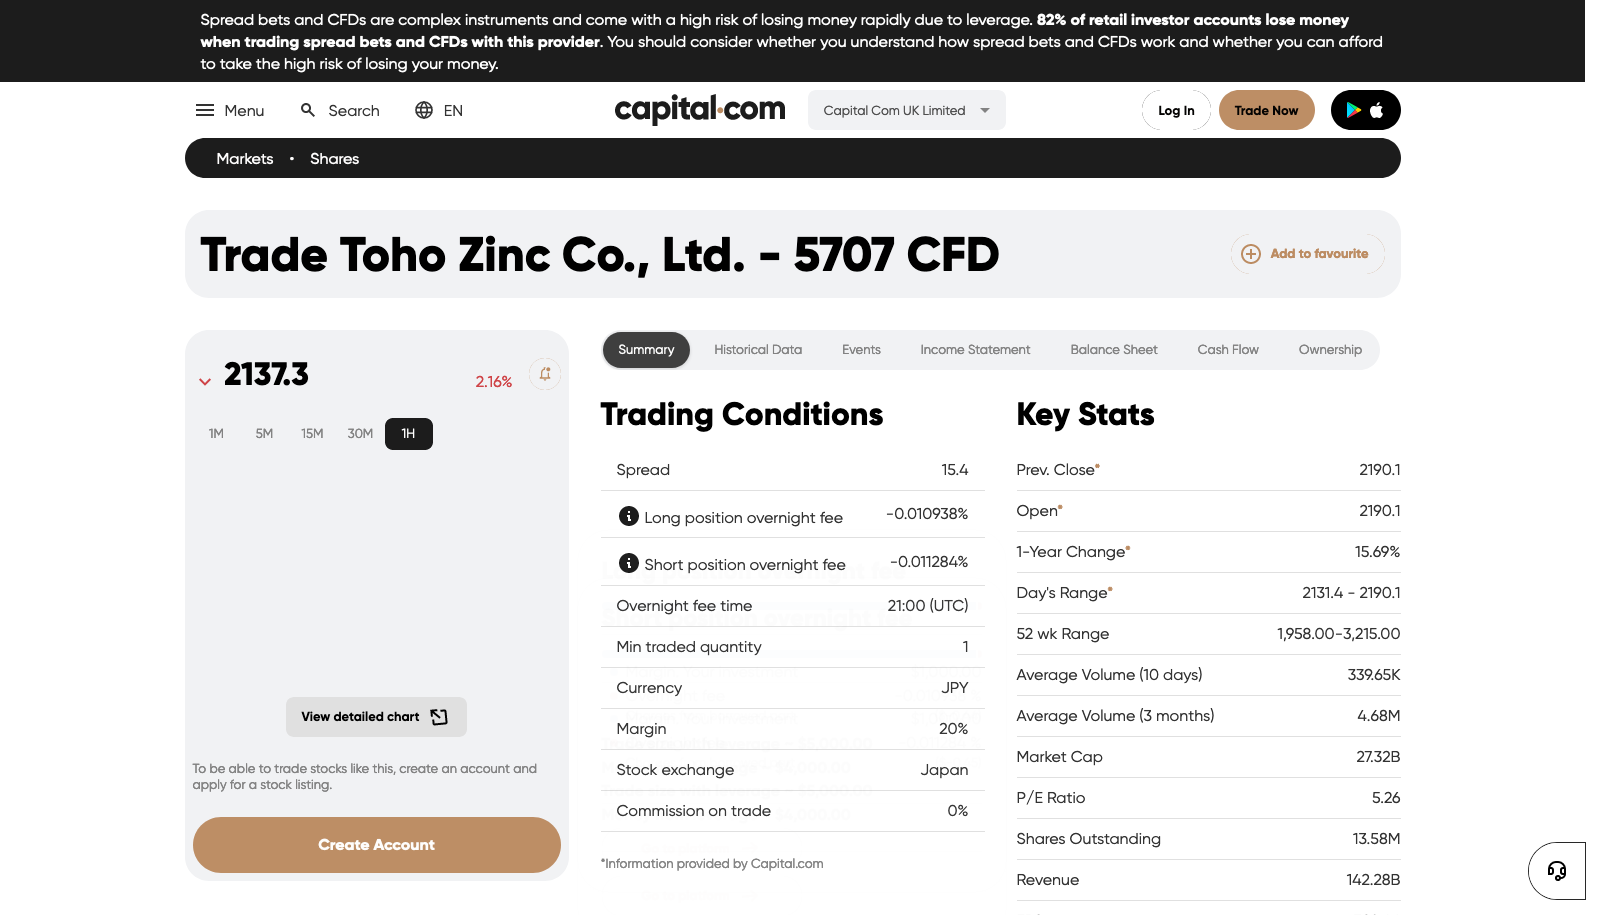 Spread bets and CFDs are complex instruments and come with a high risk of losing money rapidly due to leverage. 82% of retail investor accounts lose money
when trading spread bets and CFDs with this provider. You should consider whether you understand how spread bets and CFDs work and whether you can afford
to take the high risk of losing your money.
Menu
Search
EN
capital.com
Capital Com UK Limited
Log In
Trade Now
Markets • Shares
Trade Toho Zinc Co., Ltd. - 5707 CFD
Add to favourite
2137.3
2.16%
1M 5M 15M 30M 1H
View detailed chart
To be able to trade stocks like this, create an account and
apply for a stock listing.
Create Account
Summary
Historical Data
Events
Income Statement
Balance Sheet
Cash Flow
Ownership
Trading Conditions
Spread 15.4
Long position overnight fee -0.010938%
Short position overnight fee -0.011284%
Overnight fee time 21:00 (UTC)
Min traded quantity 1
Currency JPY
Margin 20%
Stock exchange Japan
Commission on trade 0%
*Information provided by Capital.com
Key Stats
Prev. Close* 2190.1
Open* 2190.1
1-Year Change* 15.69%
Day's Range* 2131.4 - 2190.1
52 wk Range 1,958.00-3,215.00
Average Volume (10 days) 339.65K
Average Volume (3 months) 4.68M
Market Cap 27.32B
P/E Ratio 5.26
Shares Outstanding 13.58M
Revenue 142.28B